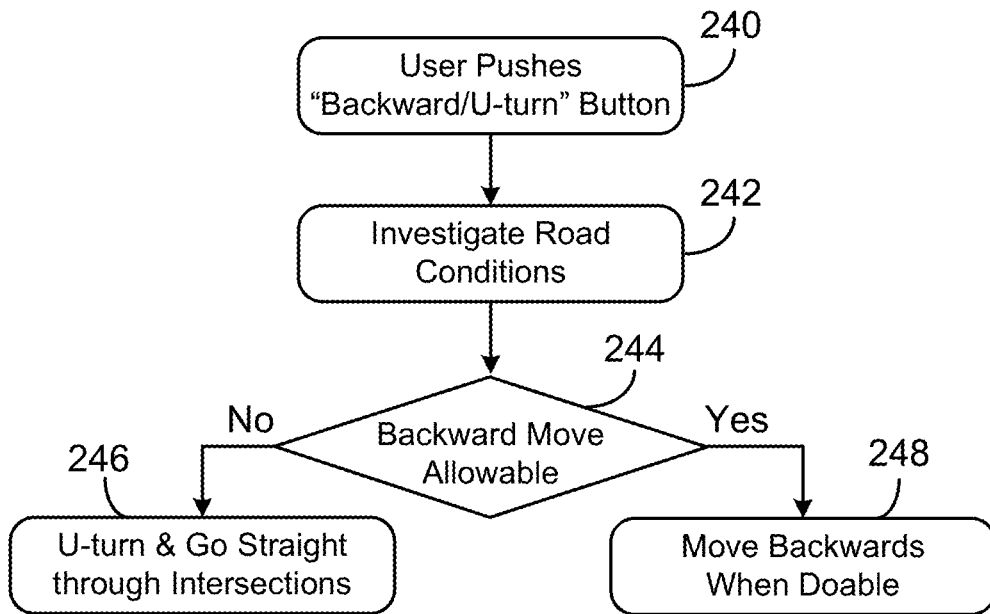 240
User Pushes
“Backward/U-turn” Button
242
Investigate Road
Conditions
244
No
Backward Move
Allowable
Yes
246
U-turn & Go Straight
through Intersections
248
Move Backwards
When Doable